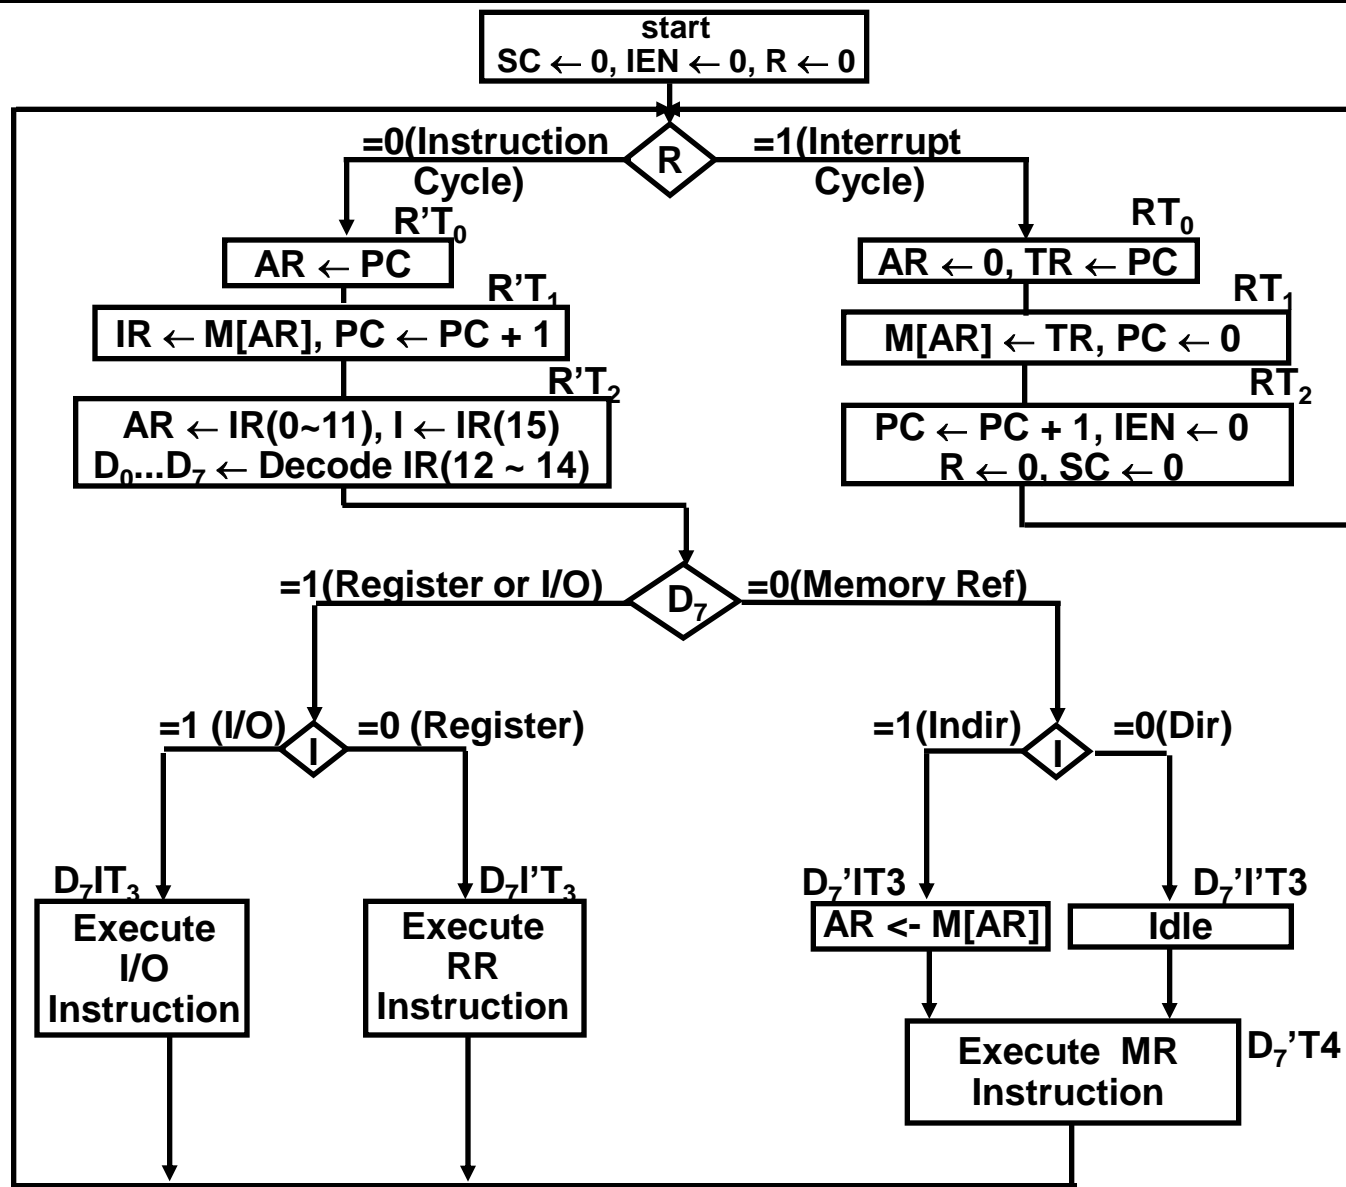 start
SC ← 0, IEN ← 0, R ← 0
=0(Instruction
Cycle)
R
=1(Interrupt
Cycle)
R’T₀
AR ← PC
R’T₁
IR ← M[AR], PC ← PC + 1
R’T₂
AR ← IR(0~11), I ← IR(15)
D₀...D₇ ← Decode IR(12 ~ 14)
RT₀
AR ← 0, TR ← PC
RT₁
M[AR] ← TR, PC ← 0
RT₂
PC ← PC + 1, IEN ← 0
R ← 0, SC ← 0
=1(Register or I/O)
D₇
=0(Memory Ref)
=1 (I/O)
I
=0 (Register)
=1(Indir)
I
=0(Dir)
D₇IT₃
Execute
I/O
Instruction
D₇I’T₃
Execute
RR
Instruction
D₇’IT3
AR <- M[AR]
D₇’I’T3
Idle
Execute MR
Instruction
D₇’T4